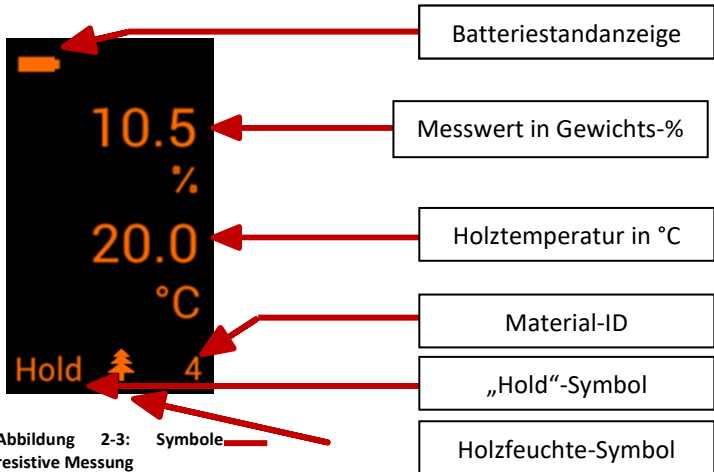 Batteriestandanzeige
10.5
Messwert in Gewichts-%
%
20.0
Holztemperatur in °C
°C
Material-ID
Hold 4
„Hold“-Symbol
Abbildung 2-3: Symbole
resistive Messung
Holzfeuchte-Symbol